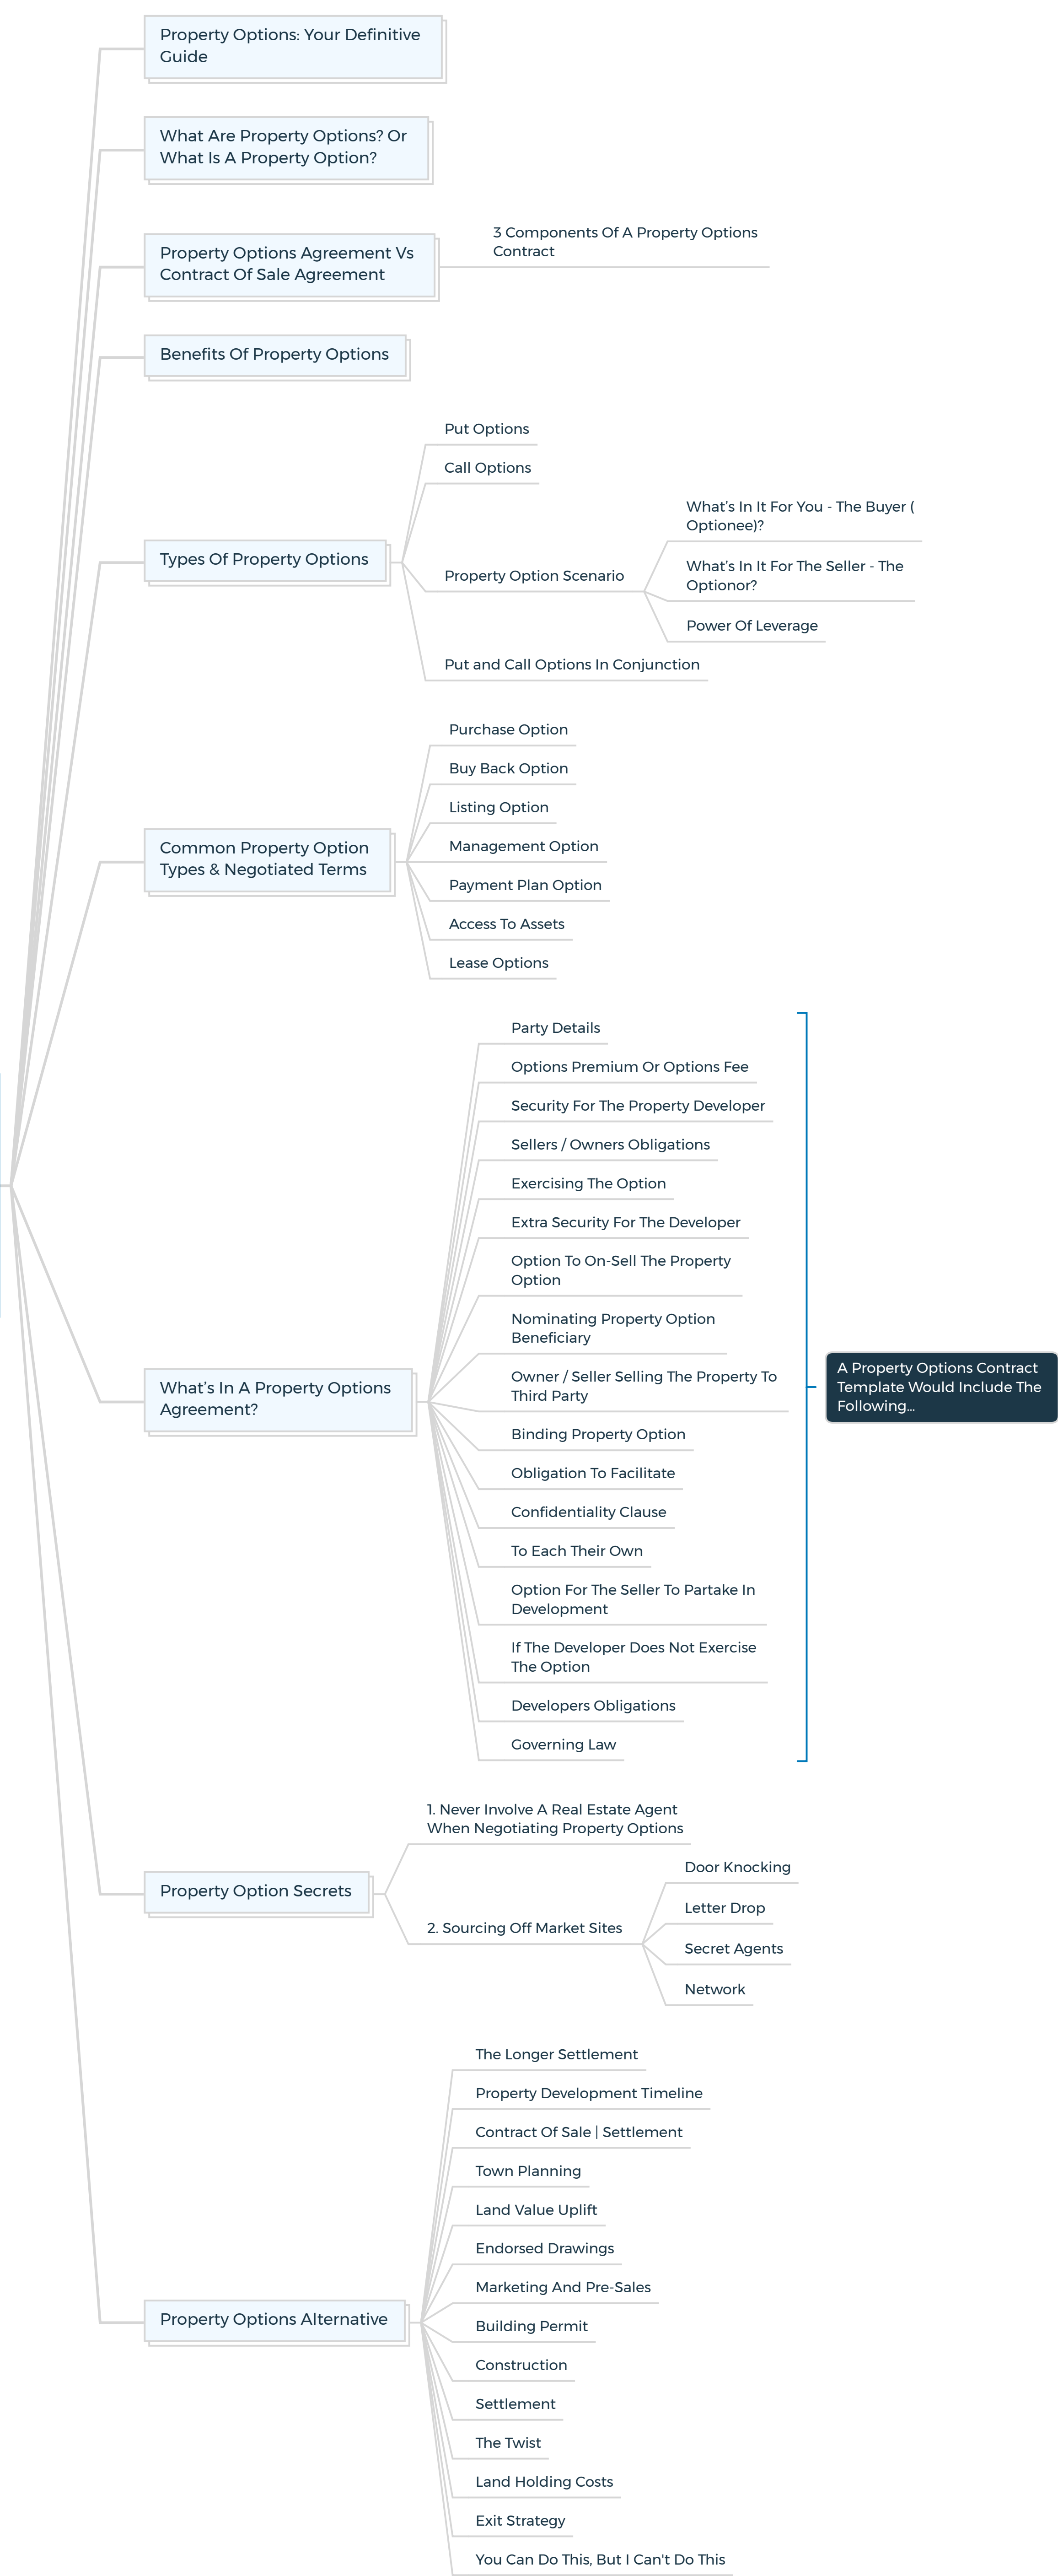 Property Options: Your Definitive
Guide
What Are Property Options? Or
What Is A Property Option?
Property Options Agreement Vs
Contract Of Sale Agreement
3 Components Of A Property Options
Contract
Benefits Of Property Options
Types Of Property Options
Put Options
Call Options
Property Option Scenario
What's In It For You - The Buyer (
Optionee)?
What's In It For The Seller - The
Optionor?
Power Of Leverage
Put and Call Options In Conjunction
Common Property Option
Types & Negotiated Terms
Purchase Option
Buy Back Option
Listing Option
Management Option
Payment Plan Option
Access To Assets
Lease Options
What's In A Property Options
Agreement?
Party Details
Options Premium Or Options Fee
Security For The Property Developer
Sellers / Owners Obligations
Exercising The Option
Extra Security For The Developer
Option To On-Sell The Property
Option
Nominating Property Option
Beneficiary
Owner / Seller Selling The Property To
Third Party
Binding Property Option
Obligation To Facilitate
Confidentiality Clause
To Each Their Own
Option For The Seller To Partake In
Development
If The Developer Does Not Exercise
The Option
Developers Obligations
Governing Law
A Property Options Contract
Template Would Include The
Following...
Property Option Secrets
1. Never Involve A Real Estate Agent
When Negotiating Property Options
2. Sourcing Off Market Sites
Door Knocking
Letter Drop
Secret Agents
Network
Property Options Alternative
The Longer Settlement
Property Development Timeline
Contract Of Sale | Settlement
Town Planning
Land Value Uplift
Endorsed Drawings
Marketing And Pre-Sales
Building Permit
Construction
Settlement
The Twist
Land Holding Costs
Exit Strategy
You Can Do This, But I Can't Do This